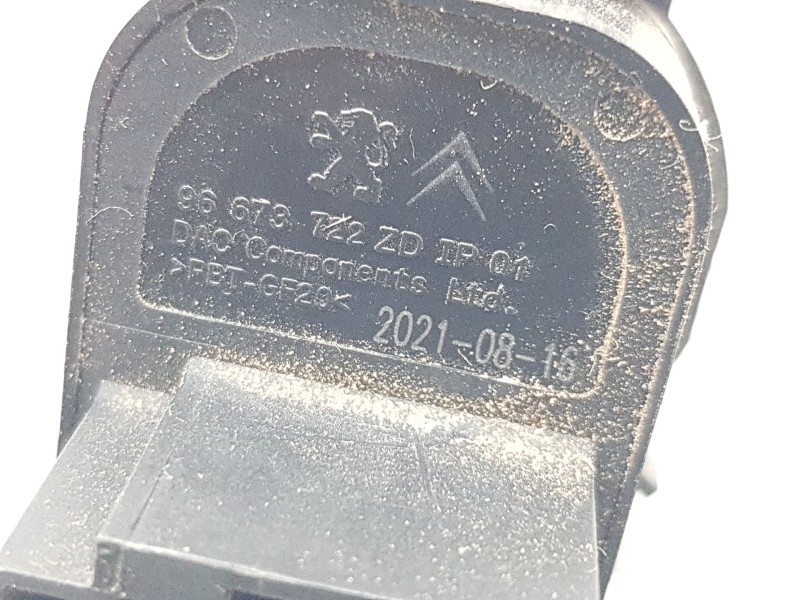 96 673 722 ZD IP 01
DAC Components Ltd.
>PBT-GF20<
2021-08-16